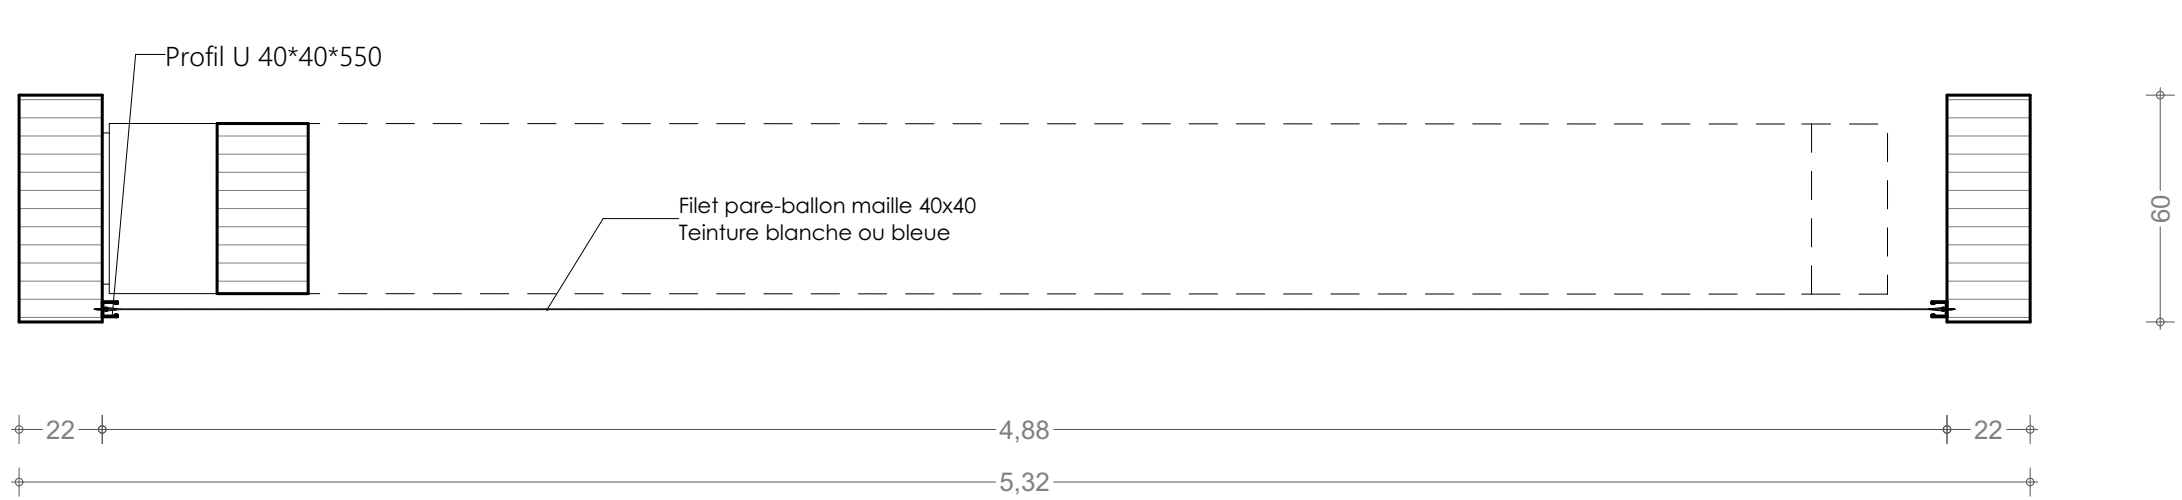 Profil U 40*40*550
Filet pare-ballon maille 40x40
Teinture blanche ou bleue
60
22
4,88
22
5,32